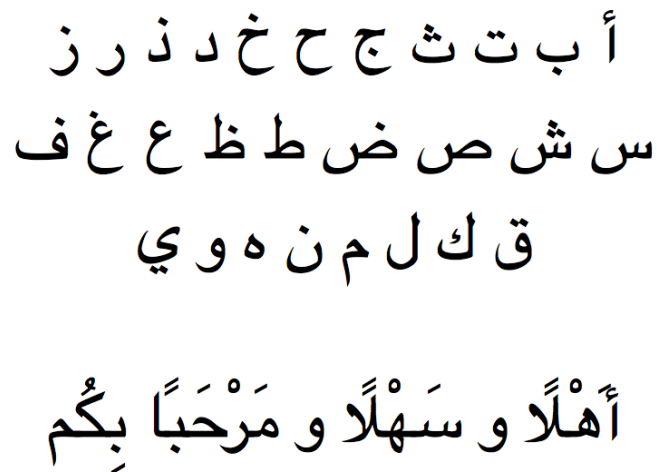 أ ب ت ث ج ح خ د ذ ر ز
س ش ص ض ط ظ ع غ ف
ق ك ل م ن ه و ي
أَهْلًا و سَهْلًا و مَرْحَبًا بِكُم